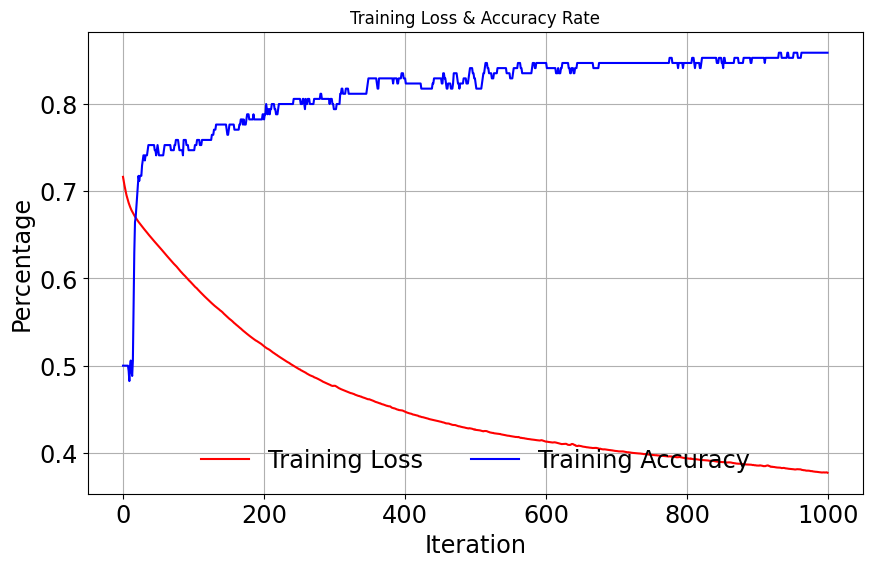 Training Loss & Accuracy Rate
Percentage
0.8
0.7
0.6
0.5
0.4
Training Loss Training Accuracy
0 200 400 600 800 1000
Iteration